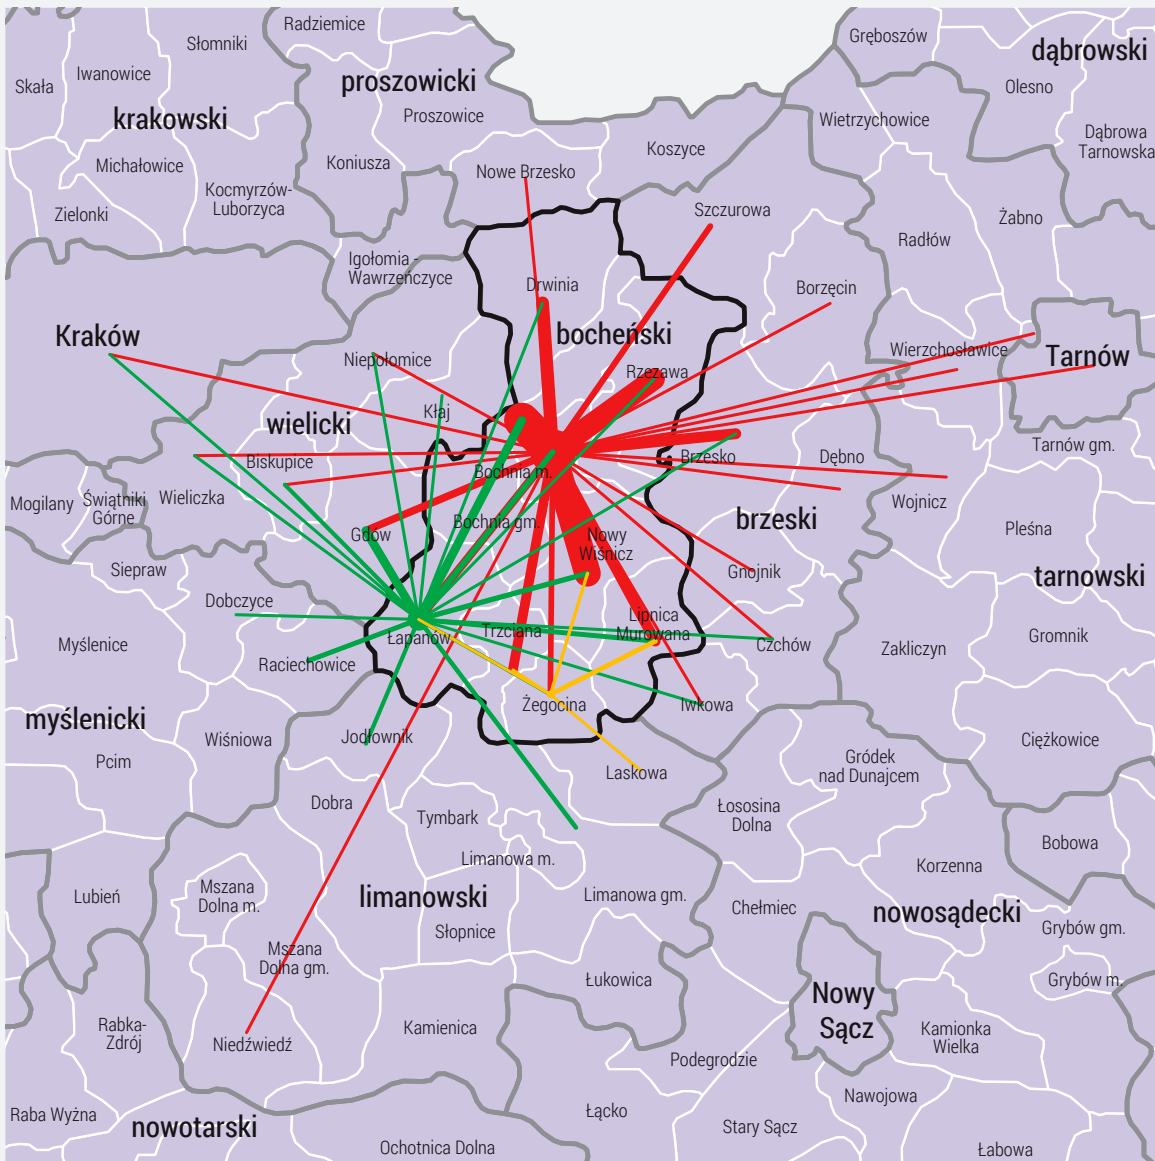 Radziemice
Gręboszów
Słomniki
dąbrowski
Iwanowice
proszowicki
Skała
Olesno
krakowski
Proszowice
Wietrzychowice
Dąbrowa
Tarnowska
Koszyce
Michałowice
Koniusza
Nowe Brzesko
Kocmyrzów-
Luborzyca
Zielonki
Szczurowa
Żabno
Radłów
Igołomia -
Wawrzeńczyce
Drwinia
Borzęcin
Kraków
bocheński
Niepołomice
Wierzchosławice
Tarnów
Rzezawa
Kłaj
wielicki
Tarnów gm.
Biskupice
Brzesko
Dębno
Bochnia m.
Mogilany
Świątniki
Górne
Wieliczka
Wojnicz
brzeski
Bochnia gm.
Pleśna
Gdów
Nowy
Wiśnicz
Siepraw
Gnojnik
tarnowski
Dobczyce
Lipnica
Murowana
Łapanów
Trzciana
Gromnik
Myślenice
Czchów
Zakliczyn
Raciechowice
Żegocina
Iwkowa
myślenicki
Wiśniowa
Jodłownik
Ciężkowice
Pcim
Gródek
nad Dunajcem
Laskowa
Dobra
Tymbark
Łososina
Dolna
Bobowa
Limanowa m.
Korzenna
Mszana
Dolna m.
Lubień
limanowski
Limanowa gm.
Chełmiec
nowosądecki
Słopnice
Grybów gm.
Mszana
Dolna gm.
Łukowica
Grybów m.
Nowy
Sącz
Rabka-
Zdrój
Kamienica
Kamionka
Wielka
Niedźwiedź
Podegrodzie
Nawojowa
Raba Wyżna
Łącko
nowotarski
Stary Sącz
Ochotnica Dolna
Łabowa